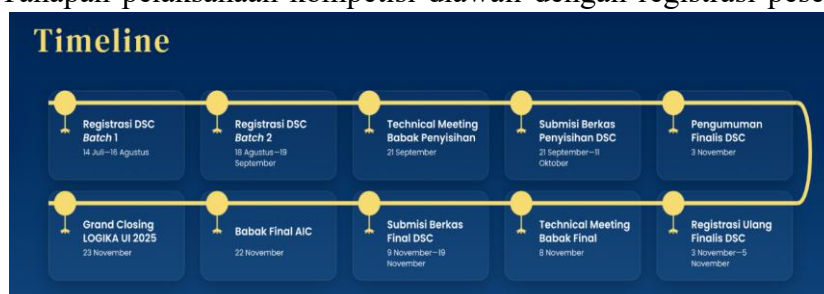 Tahapan pelaksanaan kompetisi diawali dengan registrasi
Timeline
Registrasi DSC
Batch 1
14 Juli–16 Agustus
Registrasi DSC
Batch 2
18 Agustus–19
September
Technical Meeting
Babak Penyisihan
21 September
Submisi Berkas
Penyisihan DSC
21 September–11
Oktober
Pengumuman
Finalis DSC
3 November
Grand Closing
LOGIKA UI 2025
23 November
Babak Final AIC
22 November
Submisi Berkas
Final DSC
9 November–19
November
Technical Meeting
Babak Final
8 November
Registrasi Ulang
Finalis DSC
3 November–5
November